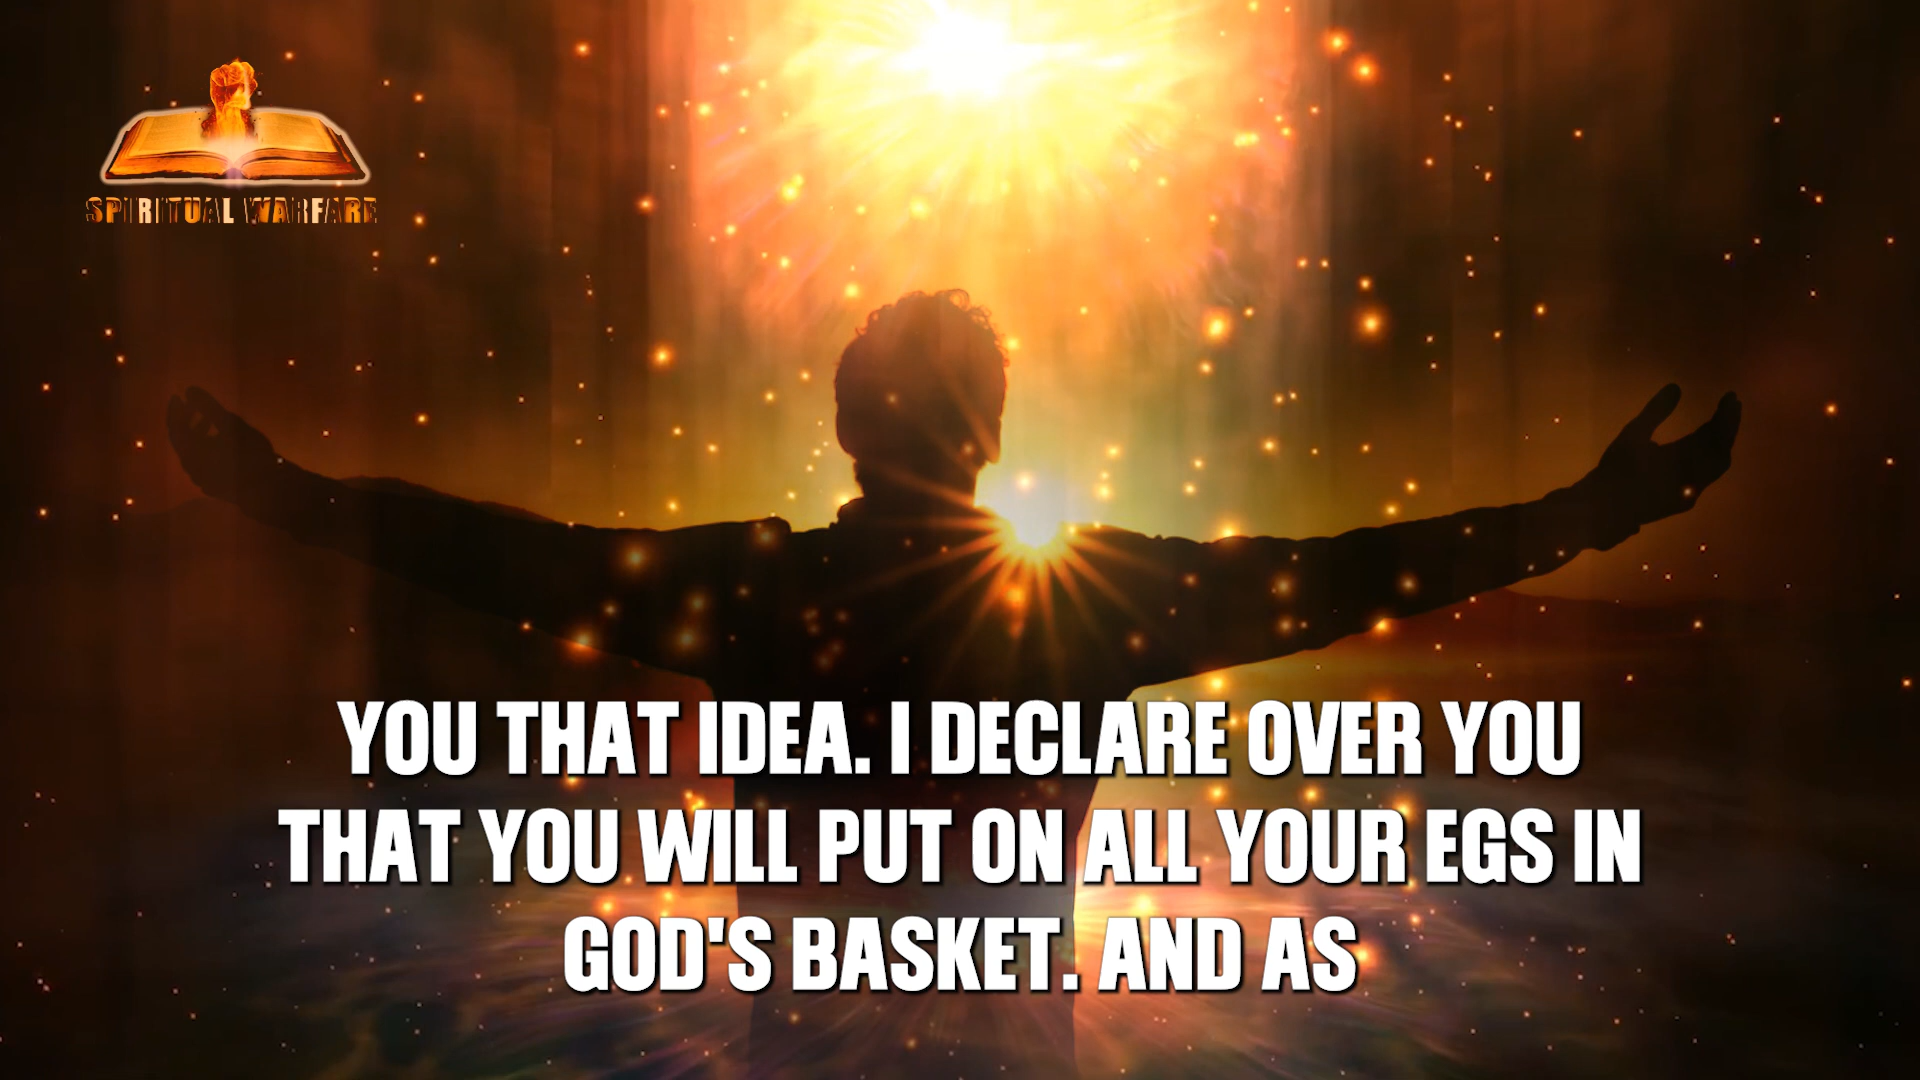 SPIRITUAL WARFARE
YOU THAT IDEA. I DECLARE OVER YOU
THAT YOU WILL PUT ON ALL YOUR EGS IN
GOD'S BASKET. AND AS